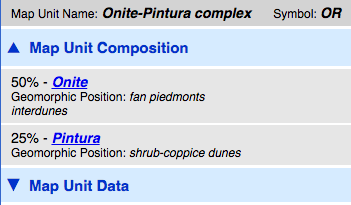 Map Unit Name: Onite-Pintura complex Symbol: OR
▲ Map Unit Composition
50% - Onite
Geomorphic Position: fan piedmonts
interdunes
25% - Pintura
Geomorphic Position: shrub-coppice dunes
▼ Map Unit Data